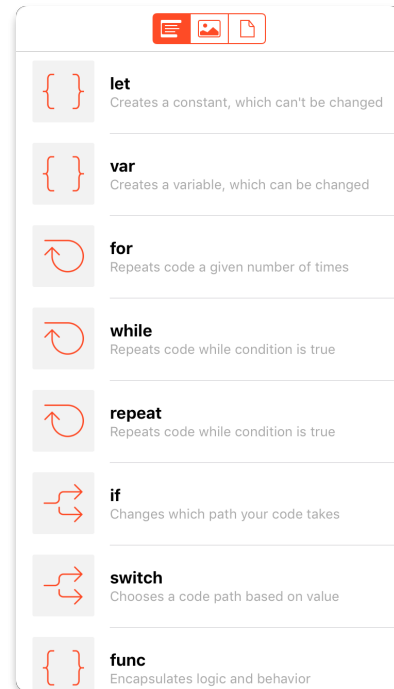 let
Creates a constant, which can't be changed
var
Creates a variable, which can be changed
for
Repeats code a given number of times
while
Repeats code while condition is true
repeat
Repeats code while condition is true
if
Changes which path your code takes
switch
Chooses a code path based on value
func
Encapsulates logic and behavior